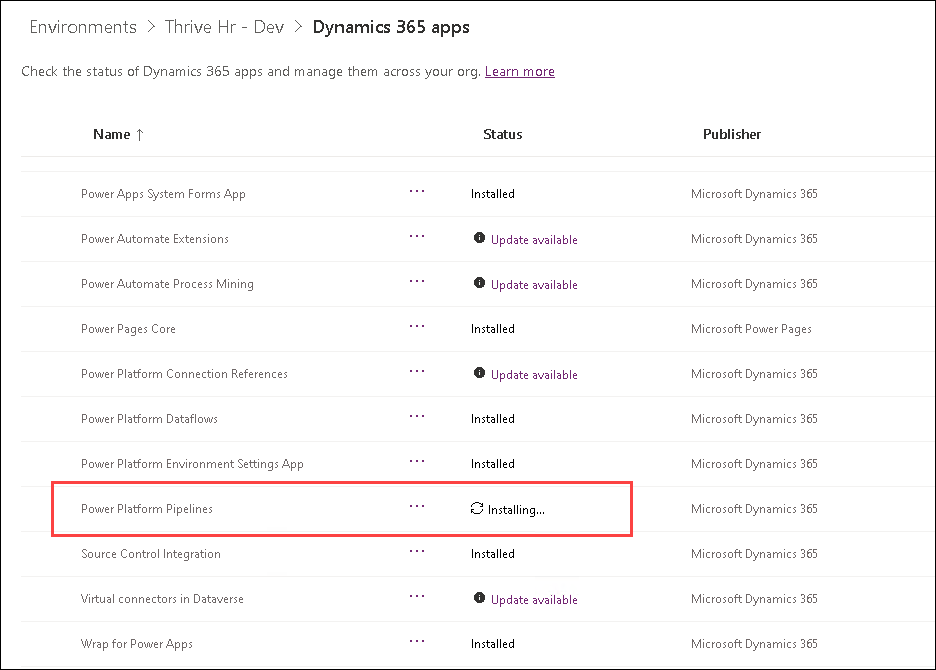 Environments > Thrive Hr - Dev > Dynamics 365 apps
Check the status of Dynamics 365 apps and manage them across your org. Learn more
Name ↑ Status Publisher
Power Apps System Forms App ... Installed Microsoft Dynamics 365
Power Automate Extensions ... Update available Microsoft Dynamics 365
Power Automate Process Mining ... Update available Microsoft Dynamics 365
Power Pages Core ... Installed Microsoft Power Pages
Power Platform Connection References ... Update available Microsoft Dynamics 365
Power Platform Dataflows ... Installed Microsoft Dynamics 365
Power Platform Environment Settings App ... Installed Microsoft Dynamics 365
Power Platform Pipelines ... Installing... Microsoft Dynamics 365
Source Control Integration ... Installed Microsoft Dynamics 365
Virtual connectors in Dataverse ... Update available Microsoft Dynamics 365
Wrap for Power Apps ... Installed Microsoft Dynamics 365